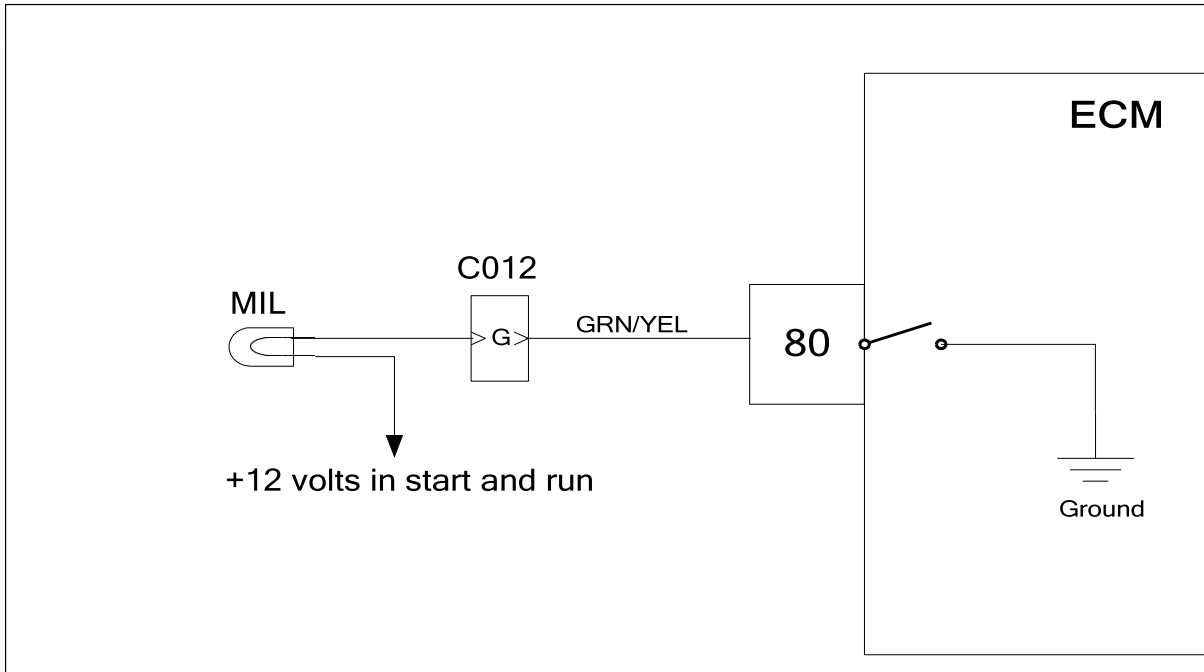 ECM
C012
MIL
GRN/YEL
G
80
+12 volts in start and run
Ground